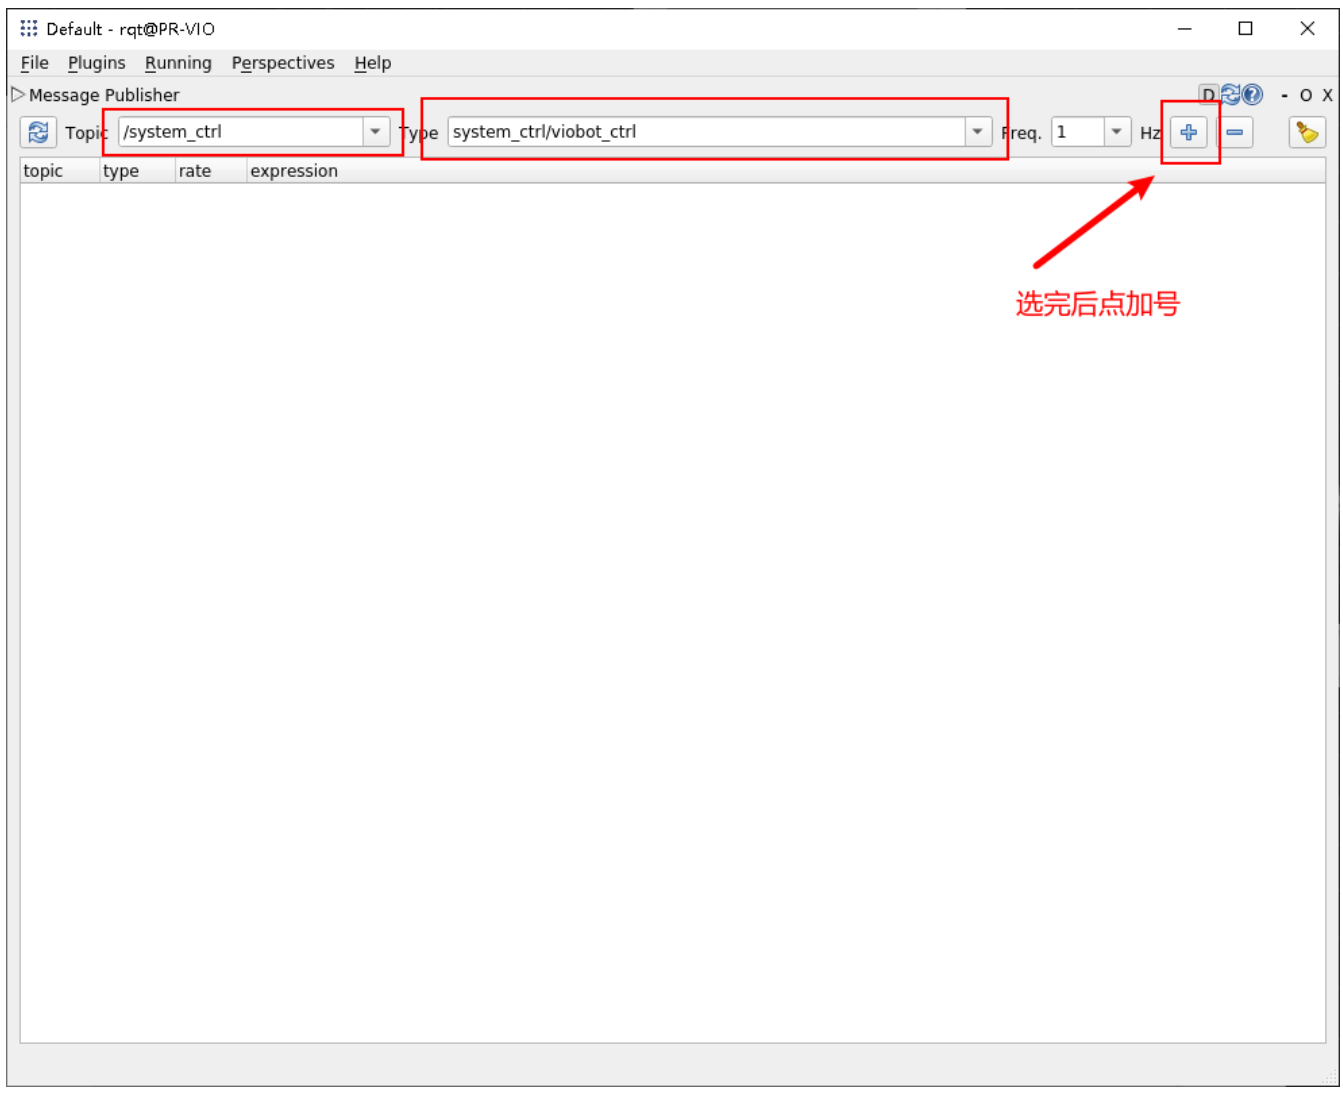 Default - rqt@PR-VIO
File Plugins Running Perspectives Help
Message Publisher D - O X
Topic /system_ctrl Type system_ctrl/viobot_ctrl Freq. 1 Hz
topic type rate expression
选完后点加号